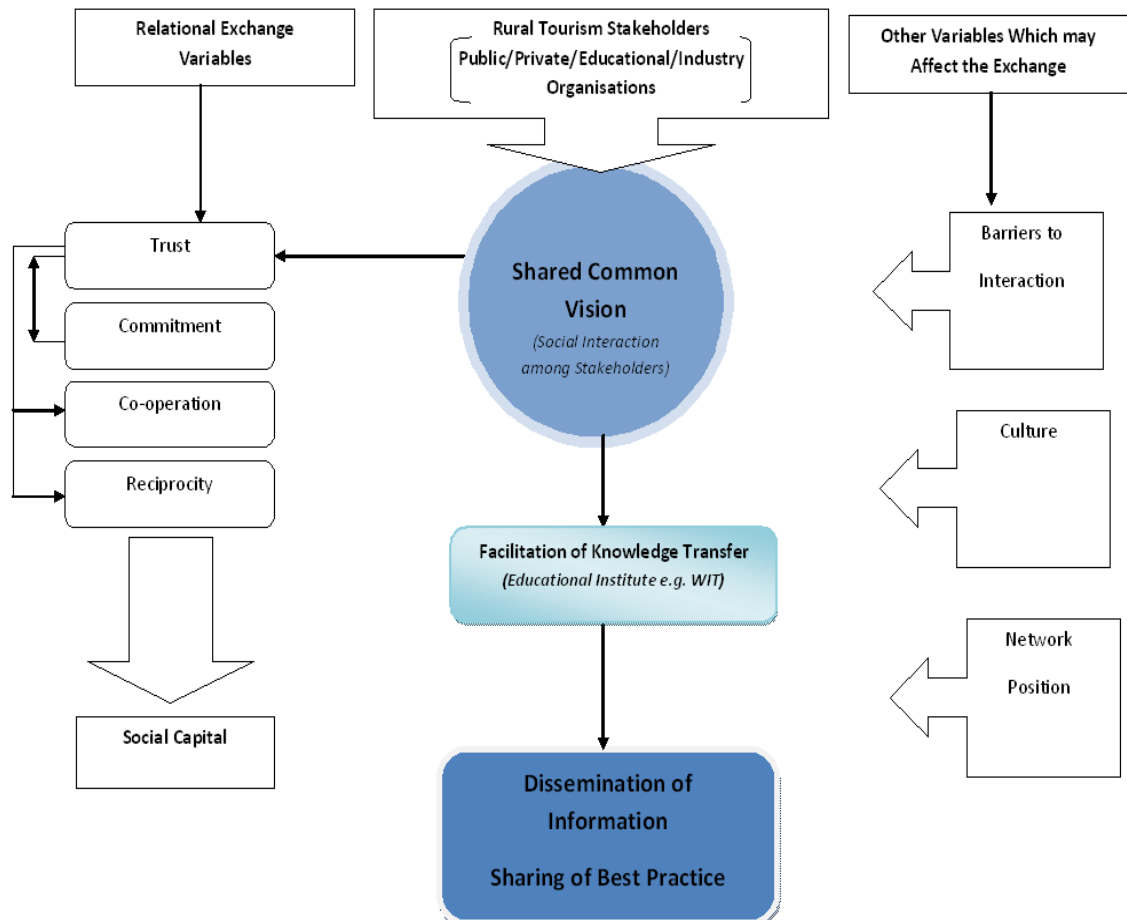 Relational Exchange
Variables
Rural Tourism Stakeholders
Public/Private/Educational/Industry
Organisations
Other Variables Which may
Affect the Exchange
Trust
Commitment
Co-operation
Reciprocity
Social Capital
Shared Common
Vision
(Social Interaction
among Stakeholders)
Facilitation of Knowledge Transfer
(Educational Institute e.g. WIT)
Dissemination of
Information
Sharing of Best Practice
Barriers to
Interaction
Culture
Network
Position